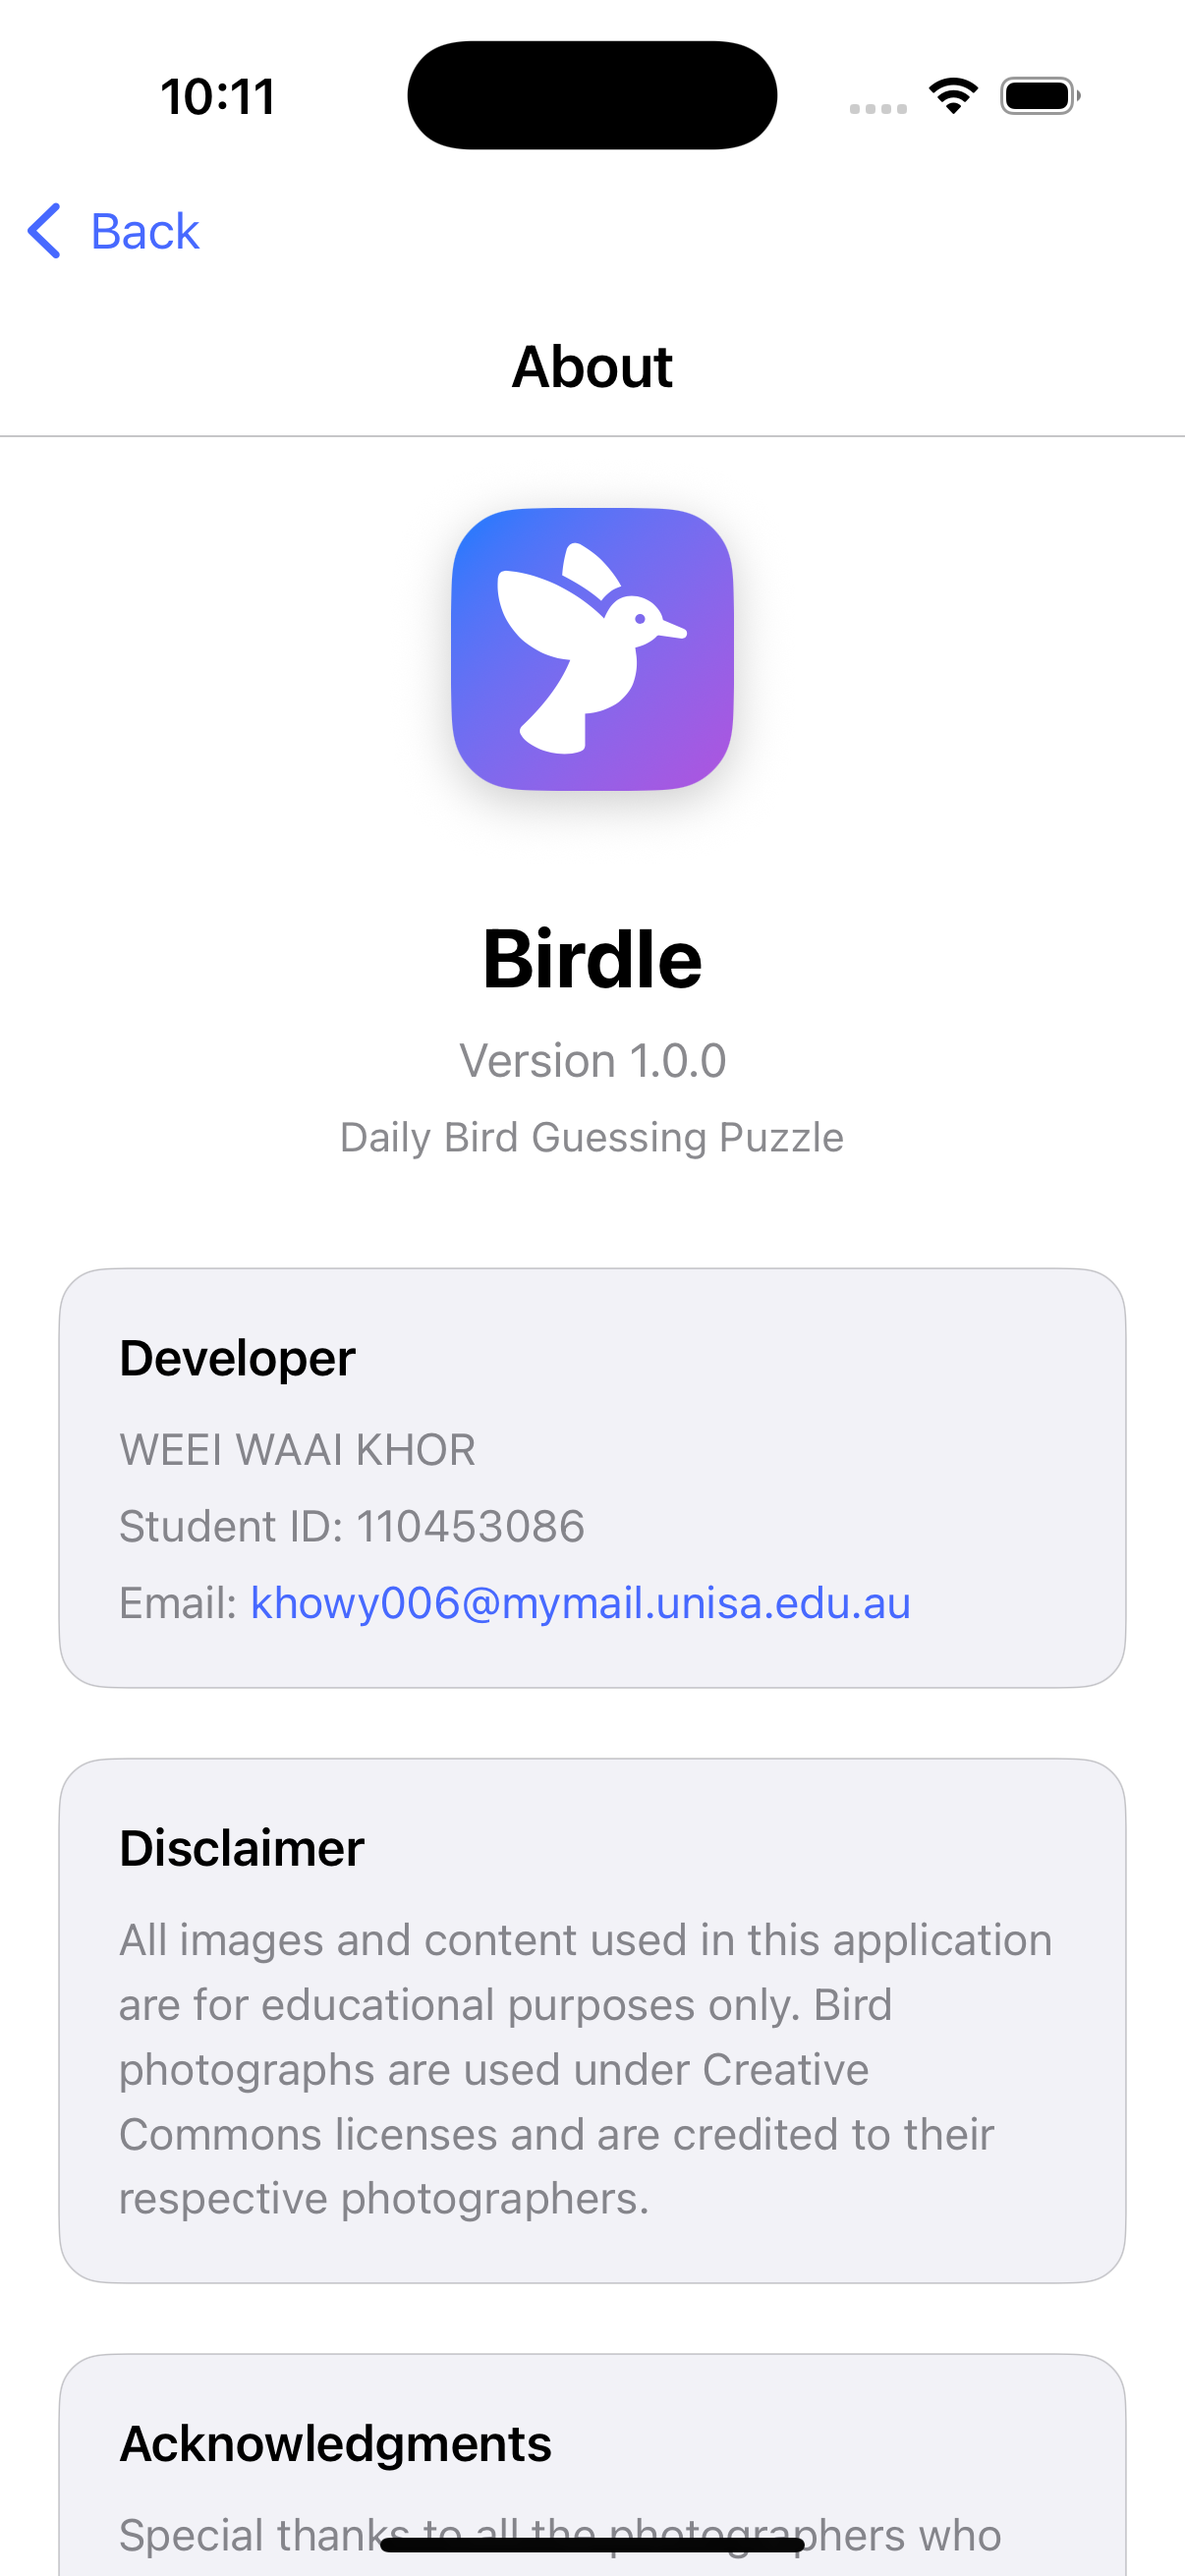 10:11
Back
About
Birdle
Version 1.0.0
Daily Bird Guessing Puzzle
Developer
WEEI WAAI KHOR
Student ID: 110453086
Email: khowy006@mymail.unisa.edu.au
Disclaimer
All images and content used in this application
are for educational purposes only. Bird
photographs are used under Creative
Commons licenses and are credited to their
respective photographers.
Acknowledgments
Special thanks to all the photographers who